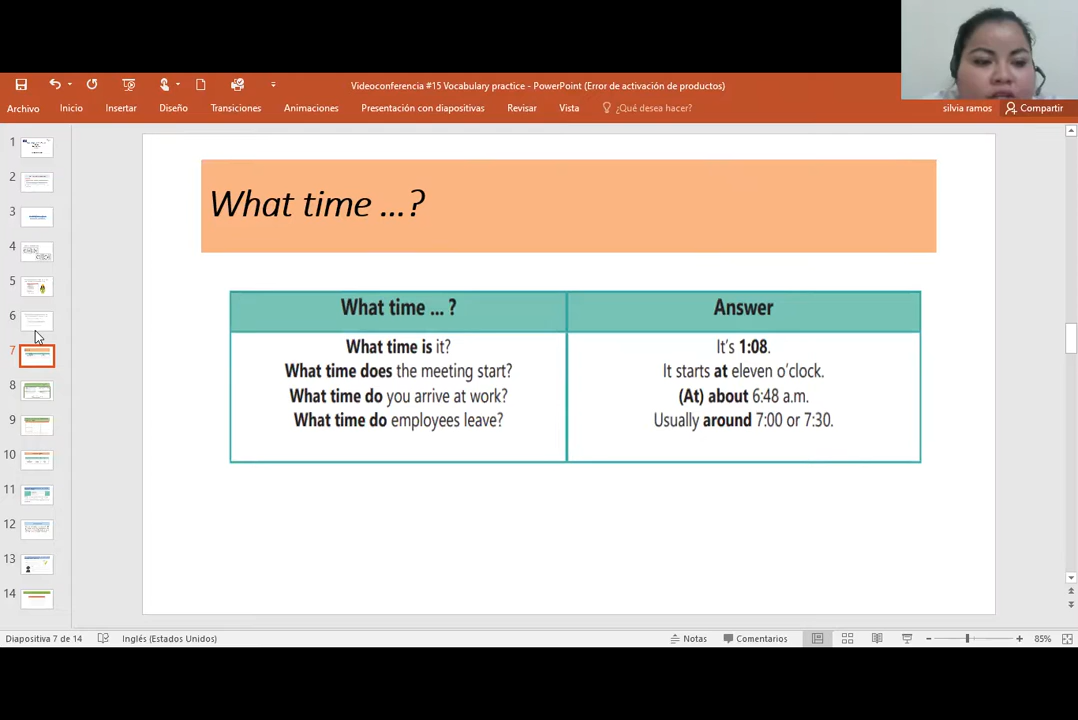 Videoconferencia #15 Vocabulary practice - PowerPoint (Error de activación de productos)
Archivo Inicio Insertar Diseño Transiciones Animaciones Presentación con diapositivas Revisar Vista ¿Qué desea hacer? silvia ramos Compartir
1
2
3
4
5
6
7
8
9
10
11
12
13
14
What time ...?
What time ... ? Answer
What time is it? It's 1:08.
What time does the meeting start? It starts at eleven o'clock.
What time do you arrive at work? (At) about 6:48 a.m.
What time do employees leave? Usually around 7:00 or 7:30.
Diapositiva 7 de 14 Inglés (Estados Unidos) Notas Comentarios 85%